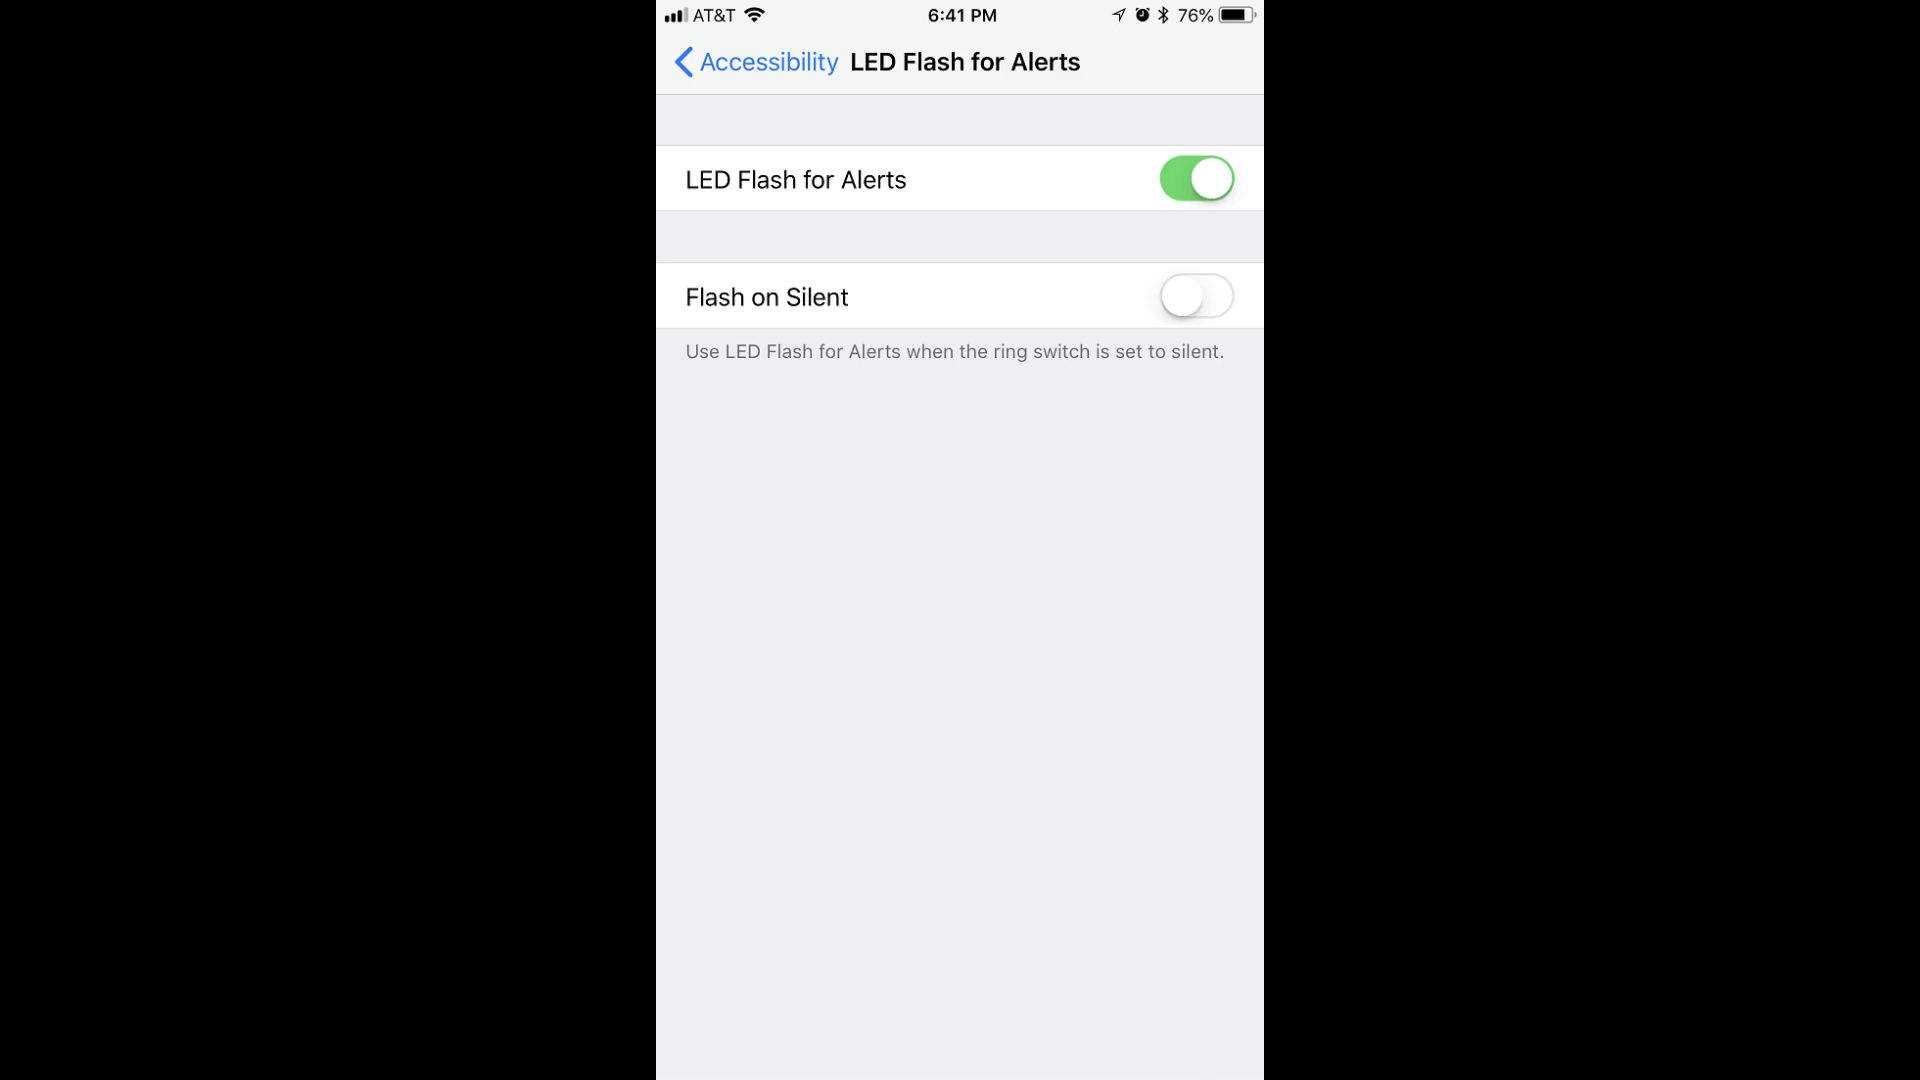 AT&T 6:41 PM 76%
Accessibility LED Flash for Alerts
LED Flash for Alerts
Flash on Silent
Use LED Flash for Alerts when the ring switch is set to silent.